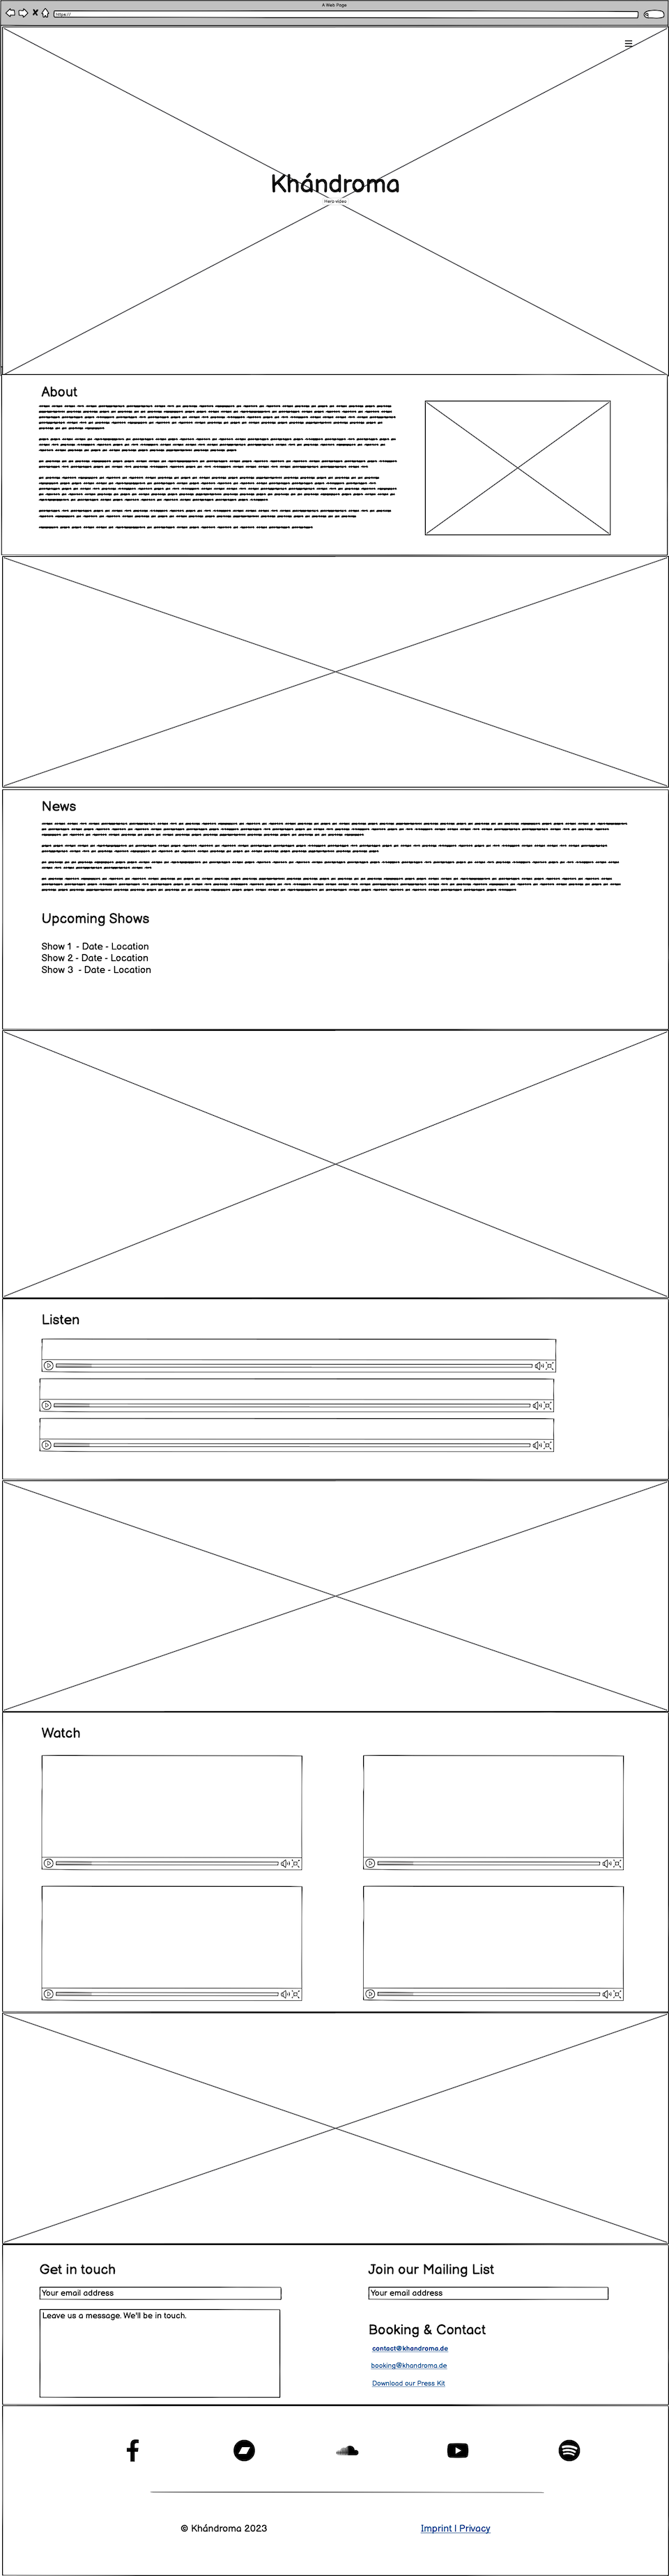 A Web Page
https://
Khándroma
Hero video
About
News
Upcoming Shows
Show 1 - Date - Location
Show 2 - Date - Location
Show 3 - Date - Location
Listen
Watch
Get in touch
Your email address
Leave us a message. We'll be in touch.
Join our Mailing List
Your email address
Booking & Contact
contact@khandroma.de
booking@khandroma.de
Download our Press Kit
© Khándroma 2023
Imprint | Privacy